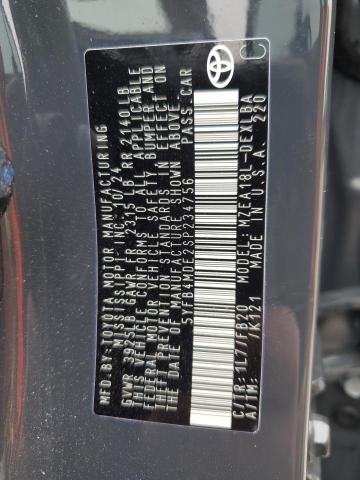 MFD. BY: TOYOTA MOTOR MANUFACTURING
MISSISSIPPI, INC. 10/24
GVWR 3925LB GAWR FR 2315LB RR 2140LB
THIS VEHICLE CONFORMS TO ALL APPLICABLE
FEDERAL MOTOR VEHICLE SAFETY, BUMPER AND
THEFT PREVENTION STANDARDS IN EFFECT ON
THE DATE OF MANUFACTURE SHOWN ABOVE.
5YFB4MDE2SP234756 PASS.CAR
C/TR: 1L7/FB20 MODEL: MZEA18L-DEXLBA
A/TM: /K121 MADE IN U.S.A. 220
C